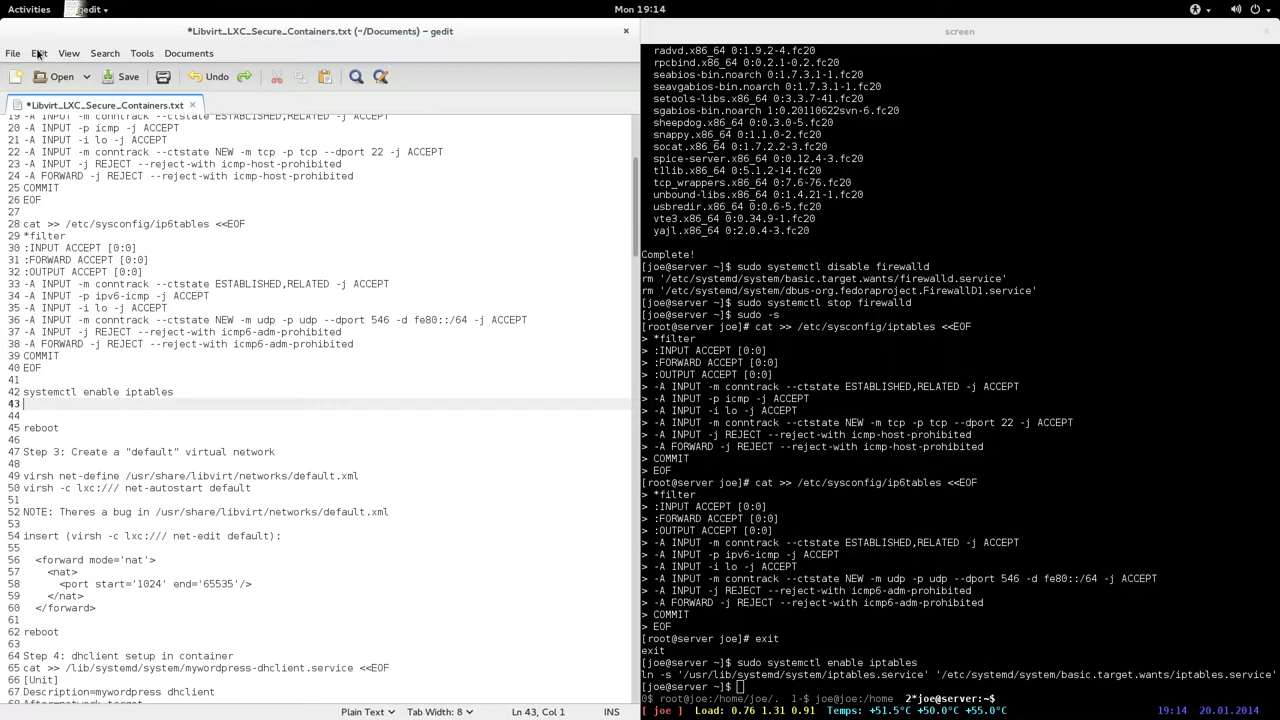 Activities
gedit
Mon 19:14
*Libvirt_LXC_Secure_Containers.txt (~/Documents) - gedit
File Edit View Search Tools Documents
Open Save Undo
*Libvirt_LXC_Secure_Containers.txt
19 -A INPUT -m conntrack --ctstate ESTABLISHED,RELATED -j ACCEPT
20 -A INPUT -p icmp -j ACCEPT
21 -A INPUT -i lo -j ACCEPT
22 -A INPUT -m conntrack --ctstate NEW -m tcp -p tcp --dport 22 -j ACCEPT
23 -A INPUT -j REJECT --reject-with icmp-host-prohibited
24 -A FORWARD -j REJECT --reject-with icmp-host-prohibited
25 COMMIT
26 EOF
27
28 cat >> /etc/sysconfig/ip6tables <<EOF
29 *filter
30 :INPUT ACCEPT [0:0]
31 :FORWARD ACCEPT [0:0]
32 :OUTPUT ACCEPT [0:0]
33 -A INPUT -m conntrack --ctstate ESTABLISHED,RELATED -j ACCEPT
34 -A INPUT -p ipv6-icmp -j ACCEPT
35 -A INPUT -i lo -j ACCEPT
36 -A INPUT -m conntrack --ctstate NEW -m udp -p udp --dport 546 -d fe80::/64 -j ACCEPT
37 -A INPUT -j REJECT --reject-with icmp6-adm-prohibited
38 -A FORWARD -j REJECT --reject-with icmp6-adm-prohibited
39 COMMIT
40 EOF
41
42 systemctl enable iptables
43
44
45 reboot
46
47 Step 3: Create a "default" virtual network
48
49 virsh net-define /usr/share/libvirt/networks/default.xml
50 virsh -c lxc:/// net-autostart default
51
52 NOTE: Theres a bug in /usr/share/libvirt/networks/default.xml
53
54 insert (virsh -c lxc:/// net-edit default):
55
56
57 <forward mode='nat'>
58 <nat>
58 <port start='1024' end='65535'/>
59 </nat>
60 </forward>
61
62 reboot
63
64 Step 4: dhclient setup in container
65 cat >> /lib/systemd/system/mywordpress-dhclient.service <<EOF
66 [Unit]
67 Description=mywordpress dhclient
Plain Text Tab Width: 8 Ln 43, Col 1 INS
screen
radvd.x86_64 0:1.9.2-4.fc20
rpcbind.x86_64 0:0.2.1-0.2.fc20
seabios-bin.noarch 0:1.7.3.1-1.fc20
seavgabios-bin.noarch 0:1.7.3.1-1.fc20
setools-libs.x86_64 0:3.3.7-41.fc20
sgabios-bin.noarch 1:0.20110622svn-6.fc20
sheepdog.x86_64 0:0.3.0-5.fc20
snappy.x86_64 0:1.1.0-2.fc20
socat.x86_64 0:1.7.2.2-3.fc20
spice-server.x86_64 0:0.12.4-3.fc20
t1lib.x86_64 0:5.1.2-14.fc20
tcp_wrappers.x86_64 0:7.6-76.fc20
unbound-libs.x86_64 0:1.4.21-1.fc20
usbredir.x86_64 0:0.6-5.fc20
vte3.x86_64 0:0.34.9-1.fc20
yajl.x86_64 0:2.0.4-3.fc20
Complete!
[joe@server ~]$ sudo systemctl disable firewalld
rm '/etc/systemd/system/basic.target.wants/firewalld.service'
rm '/etc/systemd/system/dbus-org.fedoraproject.FirewallD1.service'
[joe@server ~]$ sudo systemctl stop firewalld
[joe@server ~]$ sudo -s
[root@server joe]# cat >> /etc/sysconfig/iptables <<EOF
> *filter
> :INPUT ACCEPT [0:0]
> :FORWARD ACCEPT [0:0]
> :OUTPUT ACCEPT [0:0]
> -A INPUT -m conntrack --ctstate ESTABLISHED,RELATED -j ACCEPT
> -A INPUT -p icmp -j ACCEPT
> -A INPUT -i lo -j ACCEPT
> -A INPUT -m conntrack --ctstate NEW -m tcp -p tcp --dport 22 -j ACCEPT
> -A INPUT -j REJECT --reject-with icmp-host-prohibited
> -A FORWARD -j REJECT --reject-with icmp-host-prohibited
> COMMIT
> EOF
[root@server joe]# cat >> /etc/sysconfig/ip6tables <<EOF
> *filter
> :INPUT ACCEPT [0:0]
> :FORWARD ACCEPT [0:0]
> :OUTPUT ACCEPT [0:0]
> -A INPUT -m conntrack --ctstate ESTABLISHED,RELATED -j ACCEPT
> -A INPUT -p ipv6-icmp -j ACCEPT
> -A INPUT -i lo -j ACCEPT
> -A INPUT -m conntrack --ctstate NEW -m udp -p udp --dport 546 -d fe80::/64 -j ACCEPT
> -A INPUT -j REJECT --reject-with icmp6-adm-prohibited
> -A FORWARD -j REJECT --reject-with icmp6-adm-prohibited
> COMMIT
> EOF
[root@server joe]# exit
exit
[joe@server ~]$ sudo systemctl enable iptables
ln -s '/usr/lib/systemd/system/iptables.service' '/etc/systemd/system/basic.target.wants/iptables.service'
[joe@server ~]$
0$ root@joe:/home/joe/. 1-$ joe@joe:/home 2*joe@server:~$
[ joe ] Load: 0.76 1.31 0.91 Temps: +51.5°C +50.0°C +55.0°C 19:14 20.01.2014